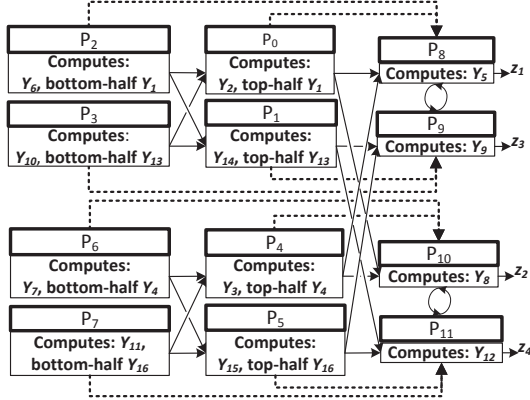 P2
Computes:
Y6, bottom-half Y1
P0
Computes:
Y2, top-half Y1
P8
Computes: Y5
z1
P3
Computes:
Y10, bottom-half Y13
P1
Computes:
Y14, top-half Y13
P9
Computes: Y9
z3
P6
Computes:
Y7, bottom-half Y4
P4
Computes:
Y3, top-half Y4
P10
Computes: Y8
z2
P7
Computes: Y11,
bottom-half Y16
P5
Computes:
Y15, top-half Y16
P11
Computes: Y12
z4